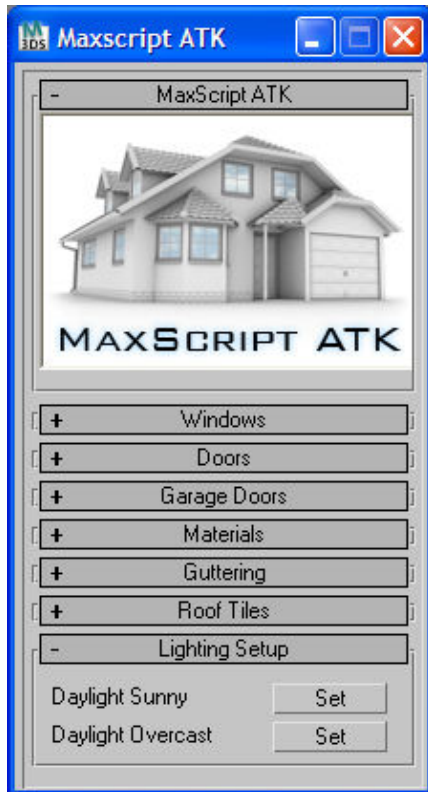 M
3DS Maxscript ATK
- MaxScript ATK
MAXSCRIPT ATK
+ Windows
+ Doors
+ Garage Doors
+ Materials
+ Guttering
+ Roof Tiles
- Lighting Setup
Daylight Sunny Set
Daylight Overcast Set